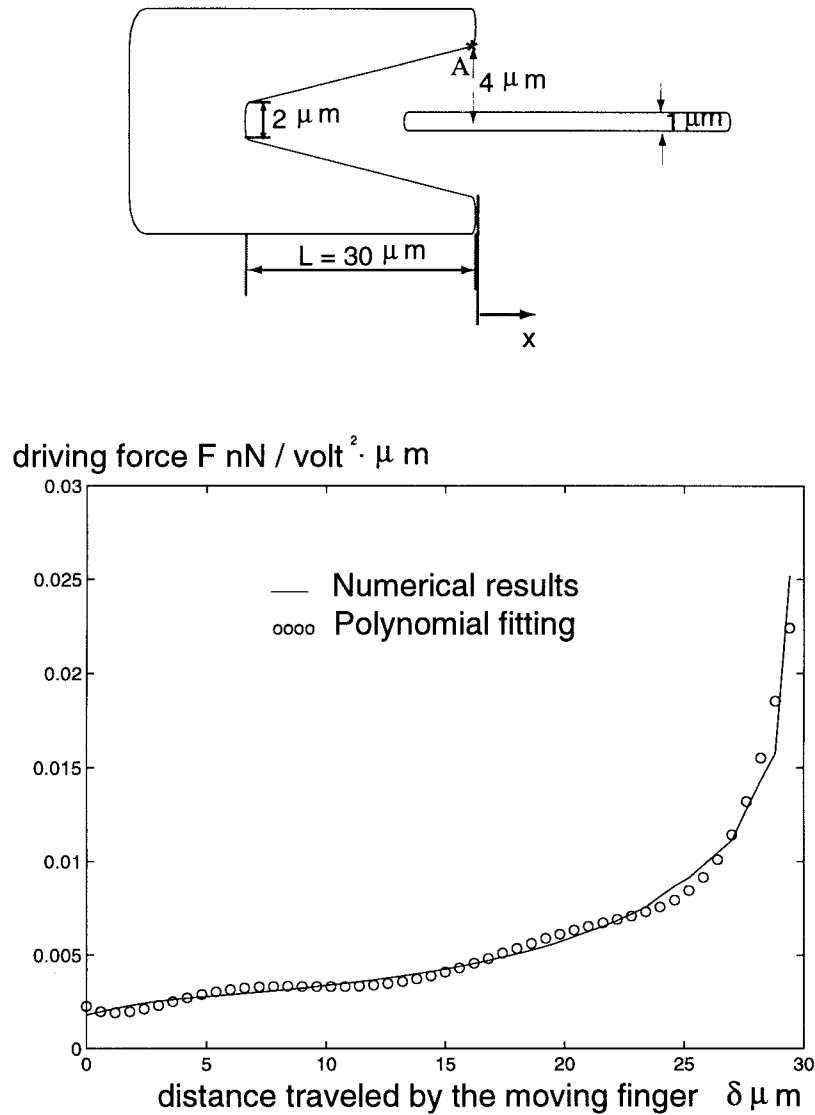 A
4 μm
2 μm
1 μm
L = 30 μm
x
driving force F nN / volt² · μm
0.03
0.025
0.02
0.015
0.01
0.005
0
— Numerical results
oooo Polynomial fitting
0 5 10 15 20 25 30
distance traveled by the moving finger δ μm